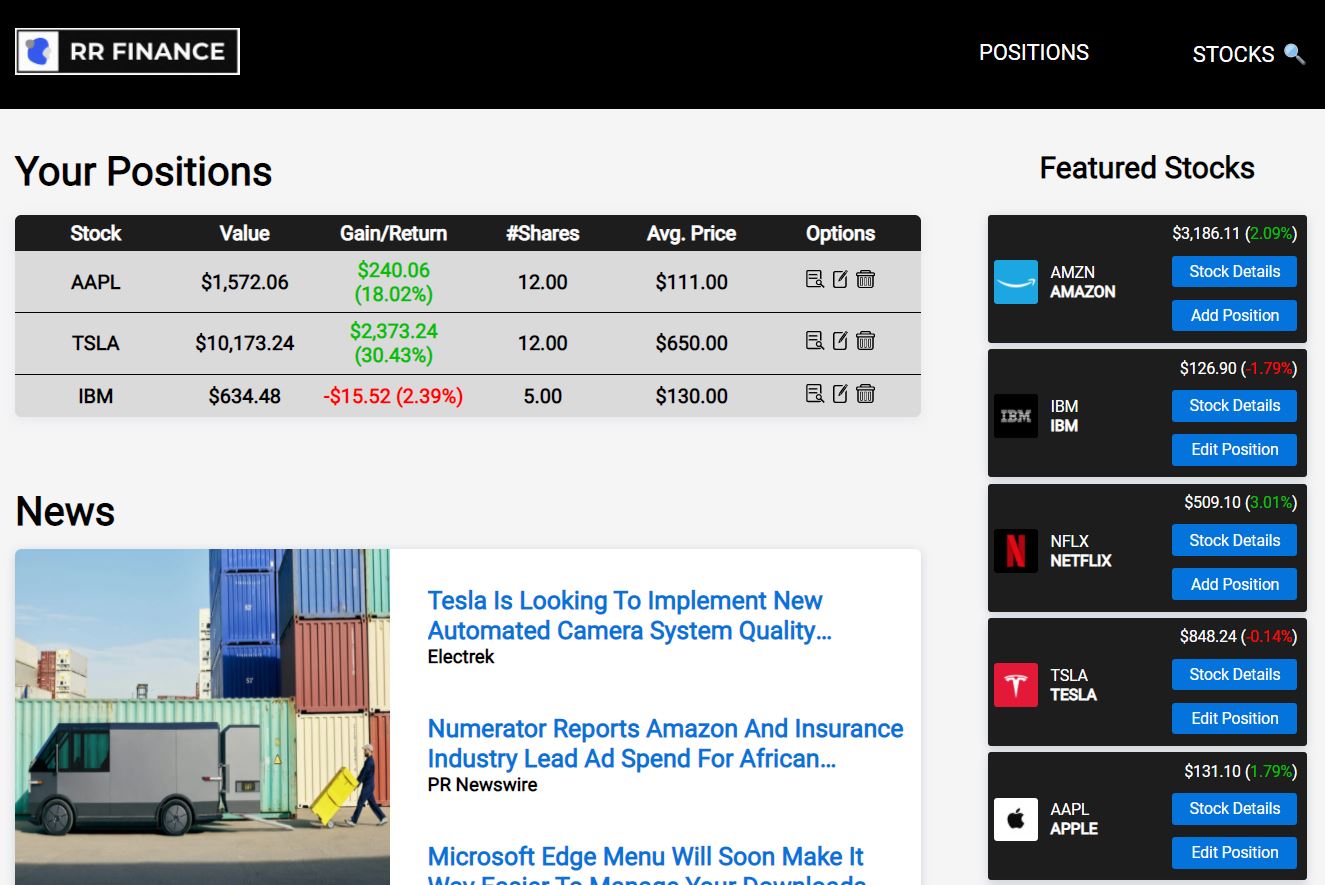 RR FINANCE
POSITIONS
STOCKS 🔍
Your Positions
Stock Value Gain/Return #Shares Avg. Price Options
AAPL $1,572.06 $240.06 12.00 $111.00
(18.02%)
TSLA $10,173.24 $2,373.24 12.00 $650.00
(30.43%)
IBM $634.48 -$15.52 (2.39%) 5.00 $130.00
News
Tesla Is Looking To Implement New
Automated Camera System Quality...
Electrek
Numerator Reports Amazon And Insurance
Industry Lead Ad Spend For African...
PR Newswire
Microsoft Edge Menu Will Soon Make It
Way Easier To Manage Your Downloads
Featured Stocks
$3,186.11 (2.09%)
AMZN
AMAZON
Stock Details
Add Position
$126.90 (-1.79%)
IBM
IBM
IBM
Stock Details
Edit Position
$509.10 (3.01%)
N
NFLX
NETFLIX
Stock Details
Add Position
$848.24 (-0.14%)
TSLA
TESLA
Stock Details
Edit Position
$131.10 (1.79%)
AAPL
APPLE
Stock Details
Edit Position